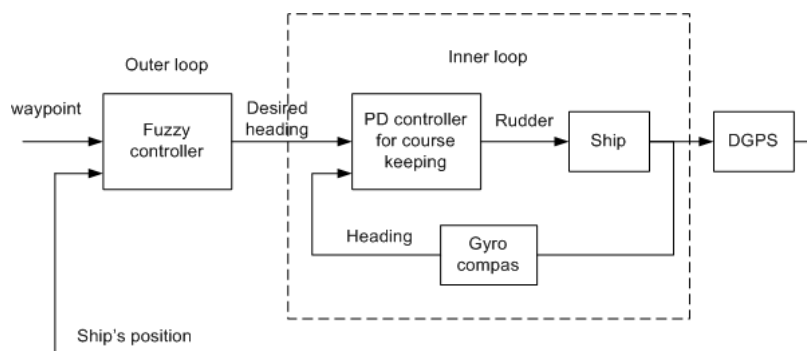 Outer loop
Inner loop
waypoint
Fuzzy
controller
Desired
heading
PD controller
for course
keeping
Rudder
Ship
DGPS
Heading
Gyro
compas
Ship's position